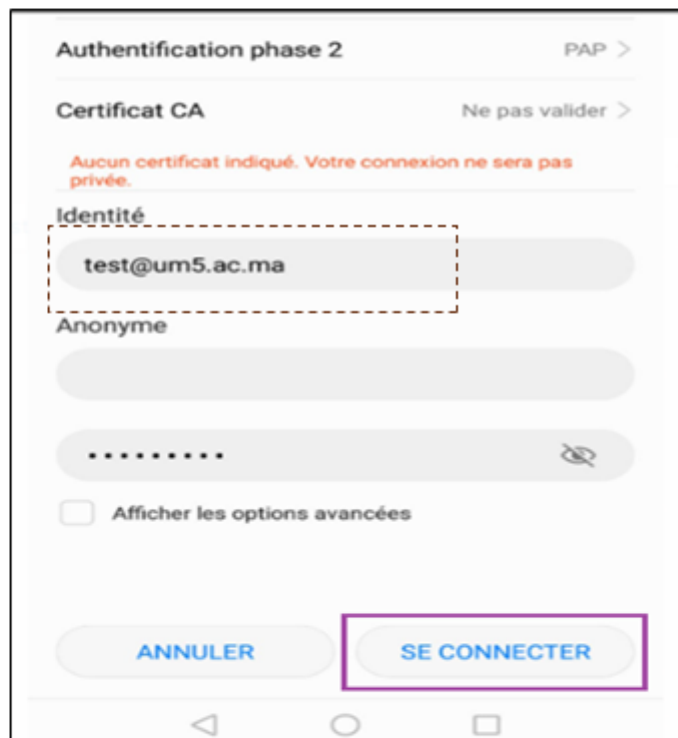 Authentification phase 2 PAP >
Certificat CA Ne pas valider >
Aucun certificat indiqué. Votre connexion ne sera pas
privée.
Identité
test@um5.ac.ma
Anonyme
•••••••••
Afficher les options avancées
ANNULER SE CONNECTER